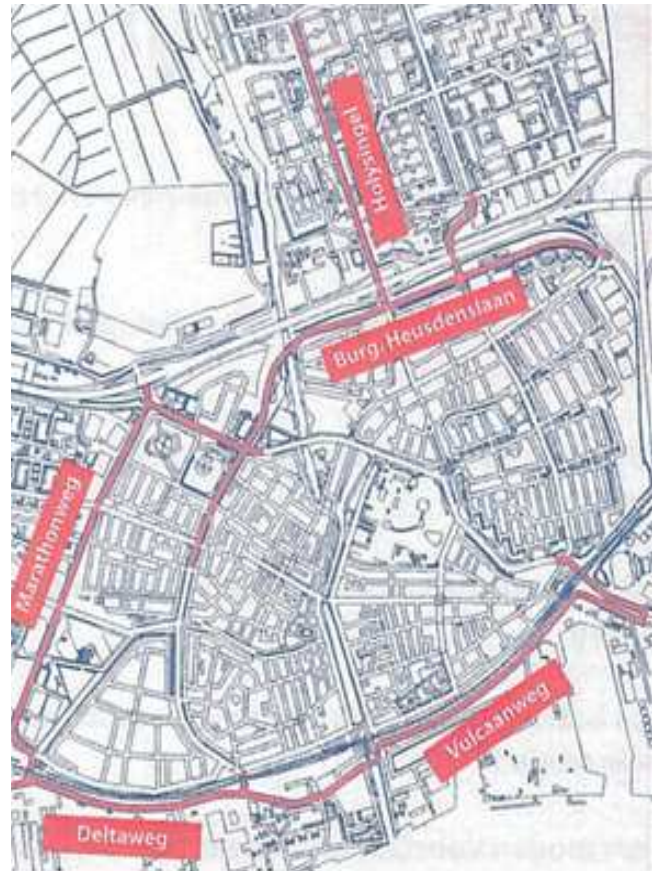 Holysingel
Burg. Heusdenslaan
Marathonweg
Vulcaanweg
Deltaweg